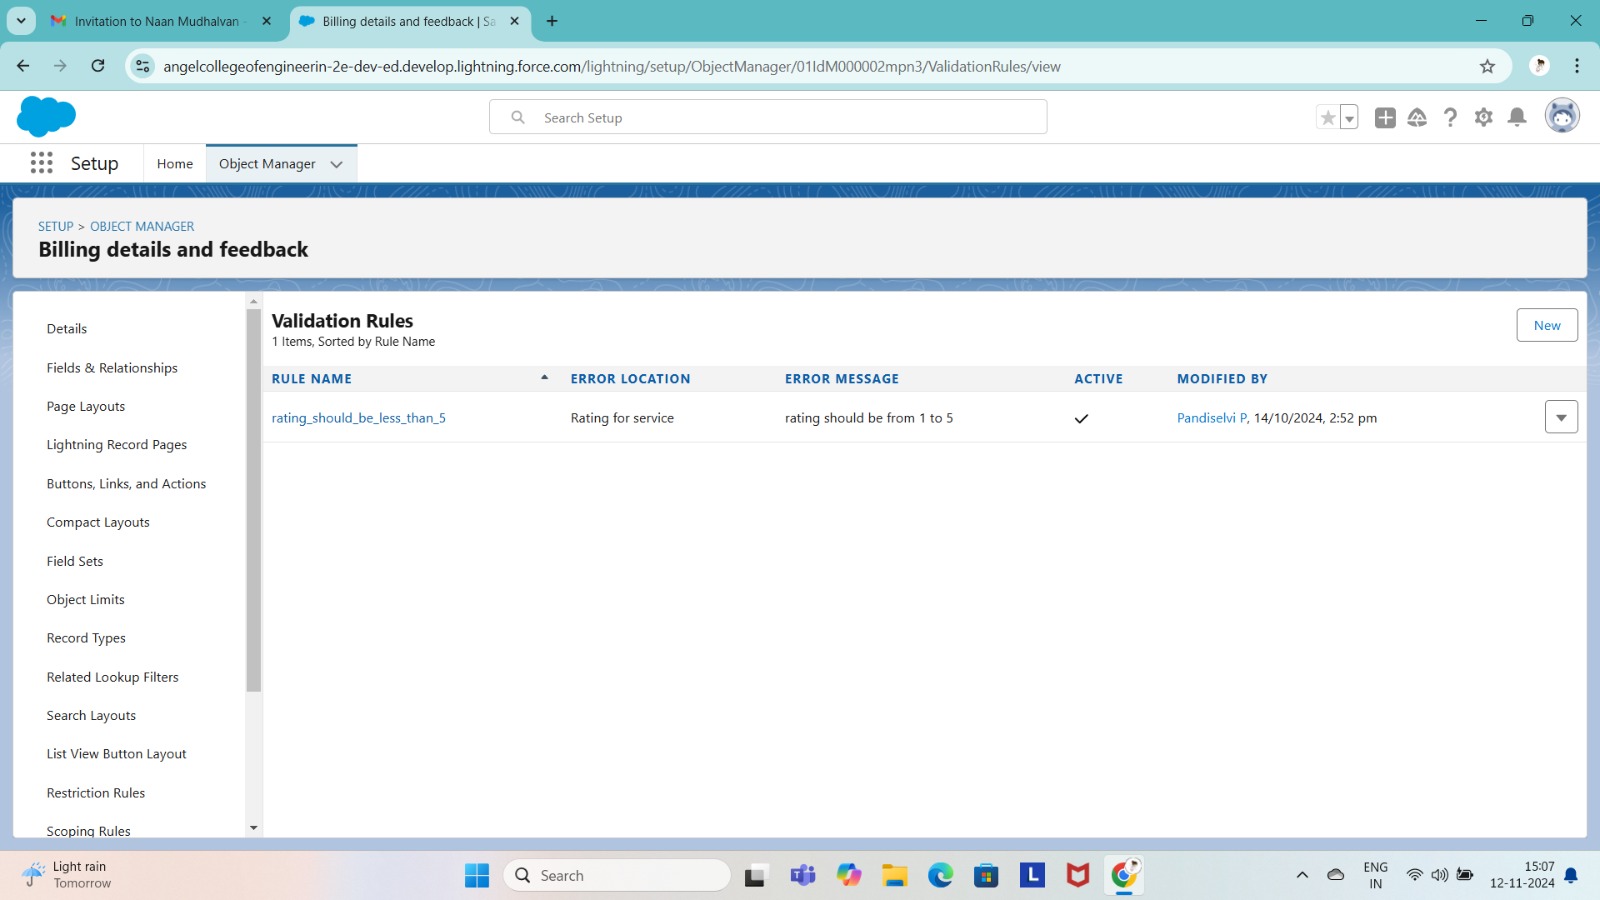 Invitation to Naan Mudhalvan
Billing details and feedback | Sa
angelcollegeofengineerin-2e-dev-ed.develop.lightning.force.com/lightning/setup/ObjectManager/01IdM000002mpn3/ValidationRules/view
Search Setup
Setup
Home
Object Manager
SETUP > OBJECT MANAGER
Billing details and feedback
Details
Fields & Relationships
Page Layouts
Lightning Record Pages
Buttons, Links, and Actions
Compact Layouts
Field Sets
Object Limits
Record Types
Related Lookup Filters
Search Layouts
List View Button Layout
Restriction Rules
Scoping Rules
Validation Rules
1 Items, Sorted by Rule Name
New
RULE NAME ERROR LOCATION ERROR MESSAGE ACTIVE MODIFIED BY
rating_should_be_less_than_5 Rating for service rating should be from 1 to 5 Pandiselvi P, 14/10/2024, 2:52 pm
Light rain
Tomorrow
Search
L
ENG
IN
15:07
12-11-2024